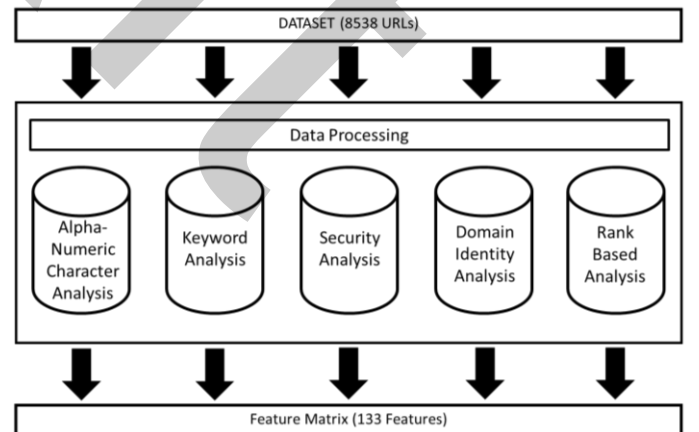 DATASET (8538 URLs)
Data Processing
Alpha-
Numeric
Character
Analysis
Keyword
Analysis
Security
Analysis
Domain
Identity
Analysis
Rank
Based
Analysis
Feature Matrix (133 Features)